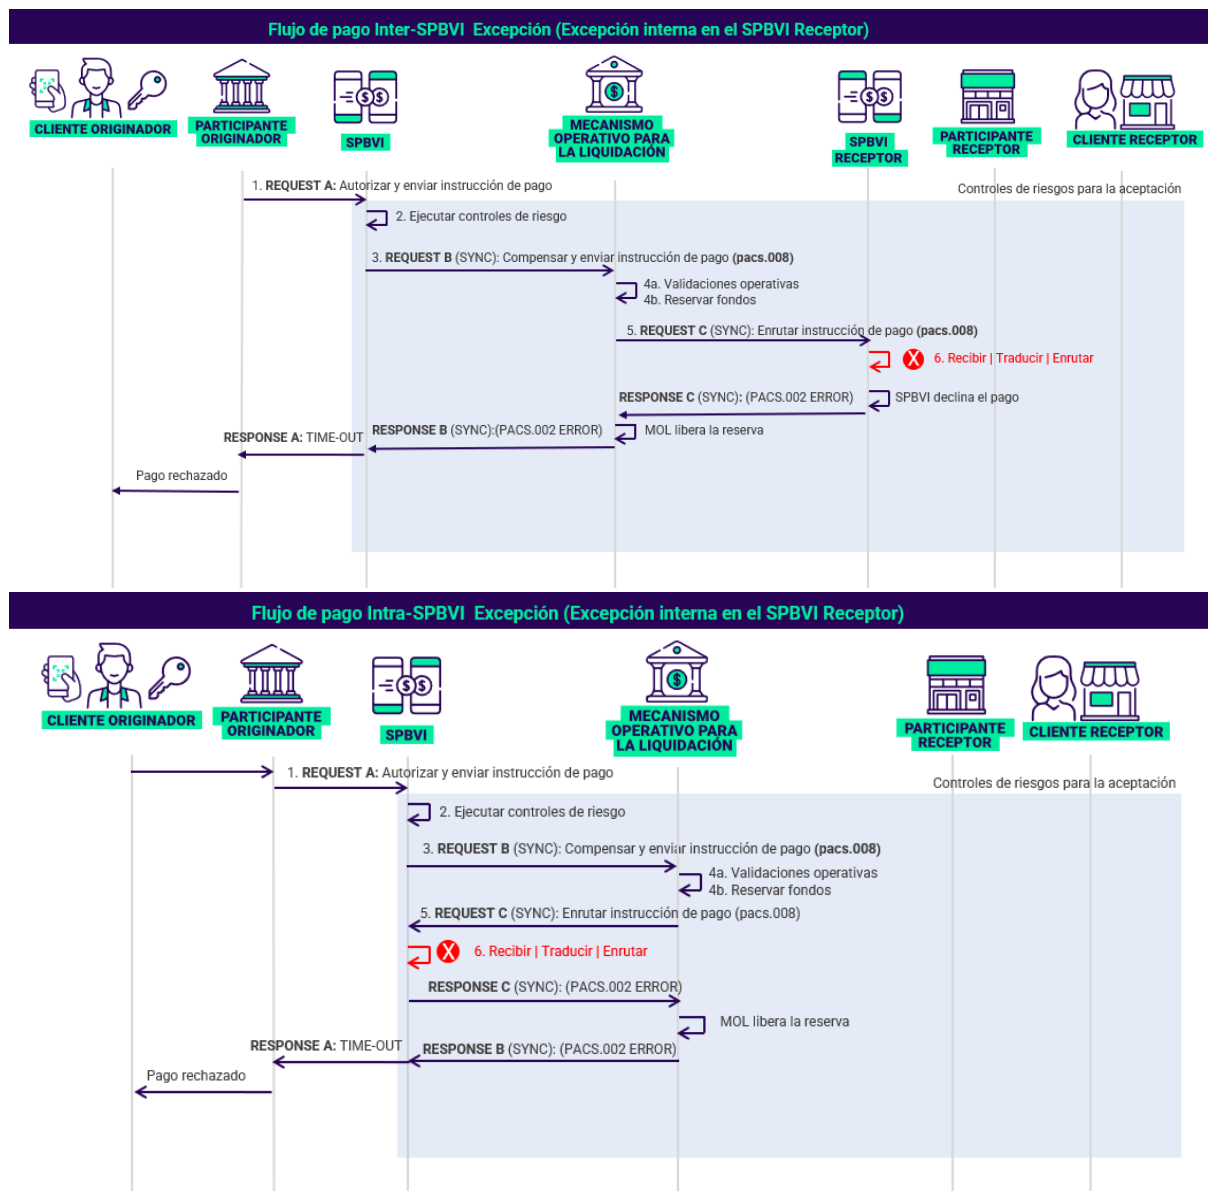 Flujo de pago Inter-SPBVI  Excepción (Excepción interna en el SPBVI Receptor)
CLIENTE ORIGINADOR
PARTICIPANTE
ORIGINADOR
SPBVI
MECANISMO
OPERATIVO PARA
LA LIQUIDACIÓN
SPBVI
RECEPTOR
PARTICIPANTE
RECEPTOR
CLIENTE RECEPTOR
1. REQUEST A: Autorizar y enviar instrucción de pago
Controles de riesgos para la aceptación
2. Ejecutar controles de riesgo
3. REQUEST B (SYNC): Compensar y enviar instrucción de pago (pacs.008)
4a. Validaciones operativas
4b. Reservar fondos
5. REQUEST C (SYNC): Enrutar instrucción de pago (pacs.008)
X 6. Recibir | Traducir | Enrutar
RESPONSE C (SYNC): (PACS.002 ERROR)
SPBVI declina el pago
RESPONSE B (SYNC):(PACS.002 ERROR)
MOL libera la reserva
RESPONSE A: TIME-OUT
Pago rechazado
Flujo de pago Intra-SPBVI  Excepción (Excepción interna en el SPBVI Receptor)
CLIENTE ORIGINADOR
PARTICIPANTE
ORIGINADOR
SPBVI
MECANISMO
OPERATIVO PARA
LA LIQUIDACIÓN
PARTICIPANTE
RECEPTOR
CLIENTE RECEPTOR
1. REQUEST A: Autorizar y enviar instrucción de pago
Controles de riesgos para la aceptación
2. Ejecutar controles de riesgo
3. REQUEST B (SYNC): Compensar y enviar instrucción de pago (pacs.008)
4a. Validaciones operativas
4b. Reservar fondos
5. REQUEST C (SYNC): Enrutar instrucción de pago (pacs.008)
X 6. Recibir | Traducir | Enrutar
RESPONSE C (SYNC): (PACS.002 ERROR)
MOL libera la reserva
RESPONSE A: TIME-OUT
RESPONSE B (SYNC): (PACS.002 ERROR)
Pago rechazado